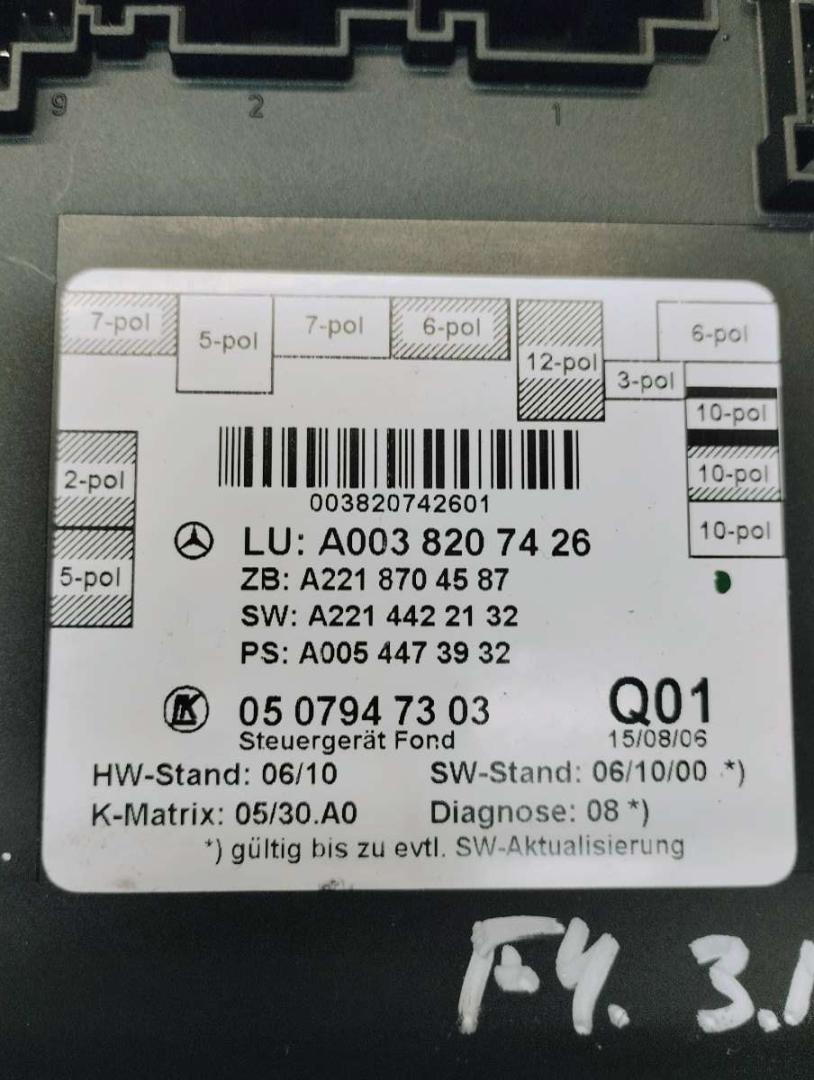 9 2 1
7-pol 5-pol 7-pol 6-pol 12-pol 3-pol 6-pol
10-pol
10-pol
10-pol
2-pol
5-pol
003820742601
LU: A003 820 74 26
ZB: A221 870 45 87
SW: A221 442 21 32
PS: A005 447 39 32
05 0794 73 03 Q01
Steuergerät Fond 15/08/06
HW-Stand: 06/10 SW-Stand: 06/10/00 *)
K-Matrix: 05/30.A0 Diagnose: 08 *)
*) gültig bis zu evtl. SW-Aktualisierung